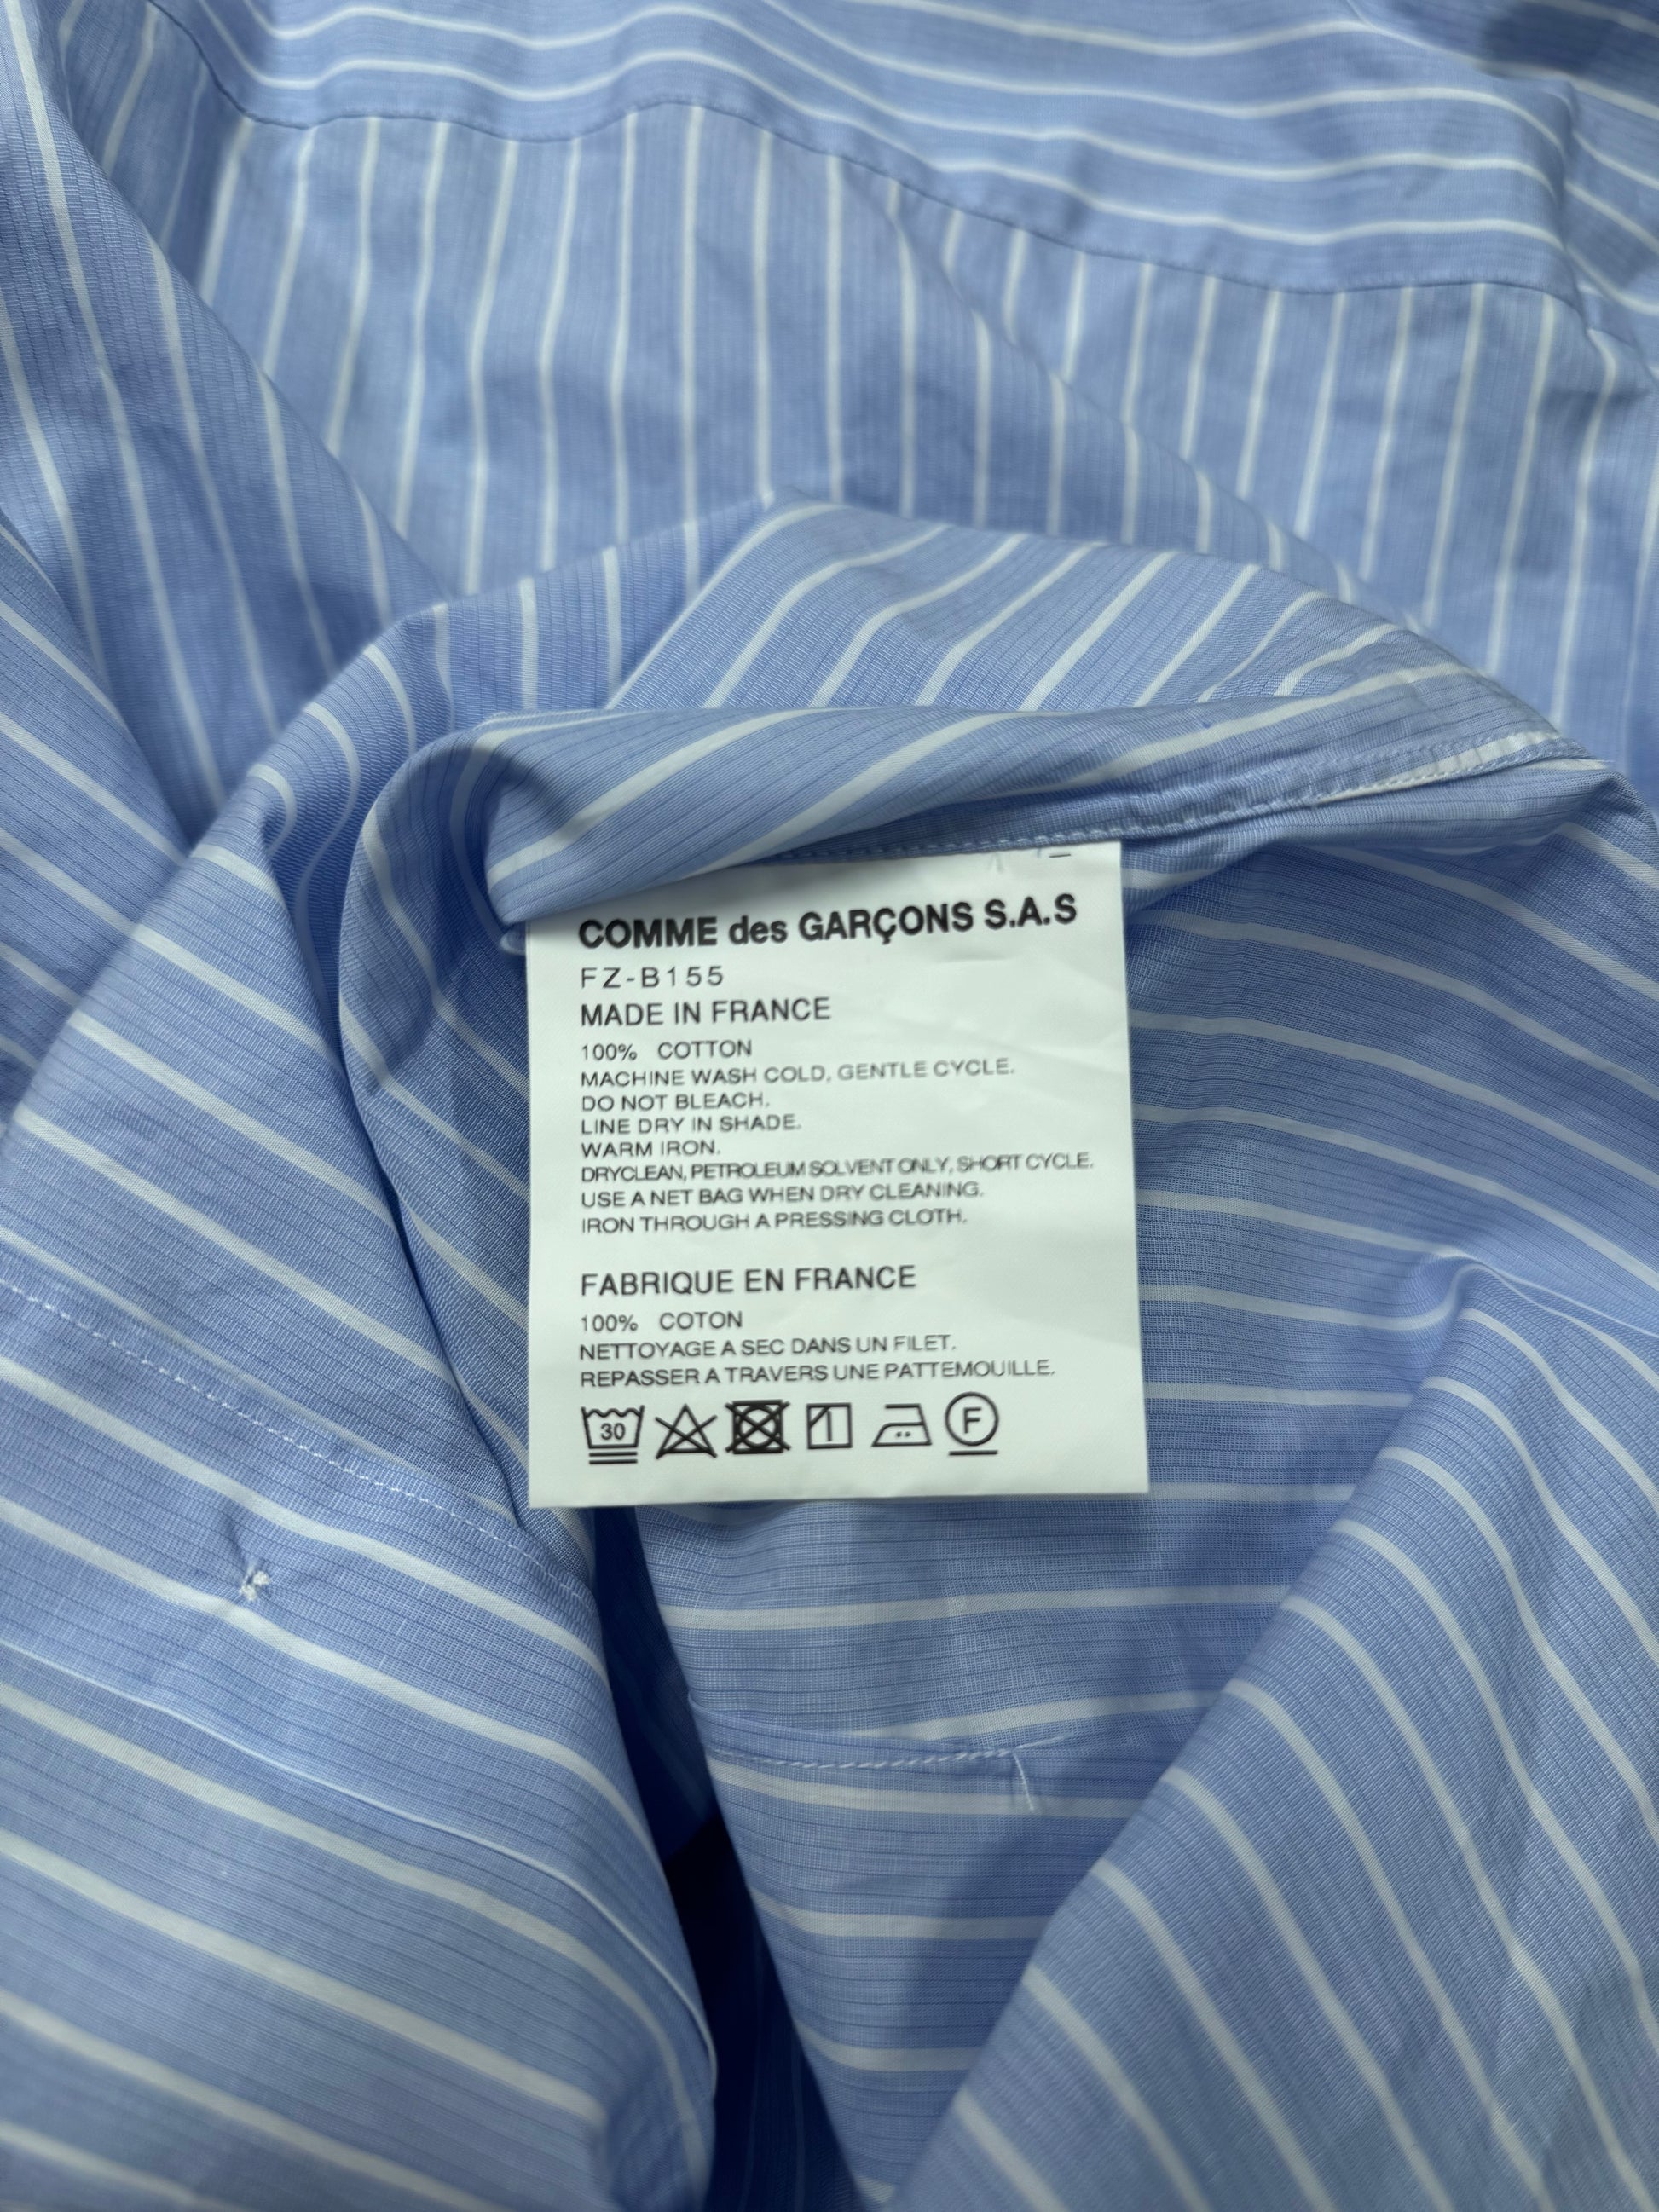 COMME des GARÇONS S.A.S
FZ-B155
MADE IN FRANCE
100% COTTON
MACHINE WASH COLD, GENTLE CYCLE.
DO NOT BLEACH.
LINE DRY IN SHADE.
WARM IRON.
DRYCLEAN, PETROLEUM SOLVENT ONLY, SHORT CYCLE.
USE A NET BAG WHEN DRY CLEANING.
IRON THROUGH A PRESSING CLOTH.
FABRIQUE EN FRANCE
100% COTON
NETTOYAGE A SEC DANS UN FILET.
REPASSER A TRAVERS UNE PATTEMOUILLE.
30 F